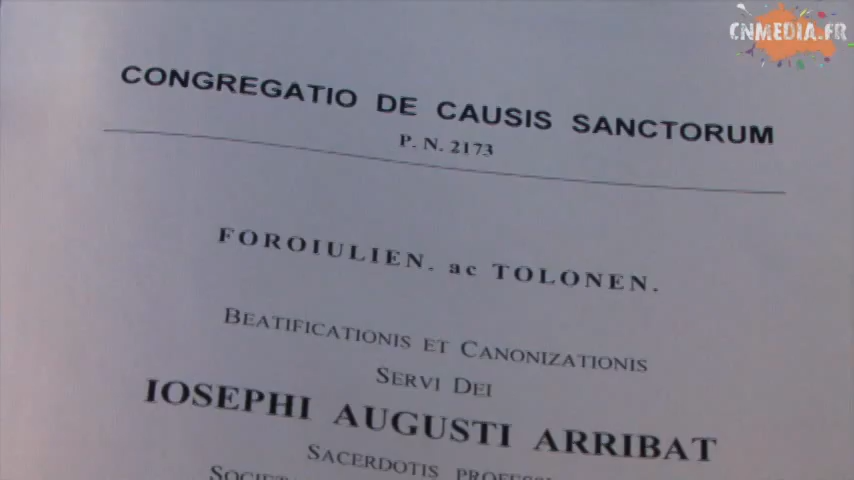 CNMEDIA.FR
CONGREGATIO DE CAUSIS SANCTORUM
P. N. 2173
FOROIULIEN. ac TOLONEN.
BEATIFICATIONIS ET CANONIZATIONIS
SERVI DEI
IOSEPHI AUGUSTI ARRIBAT
SACERDOTIS